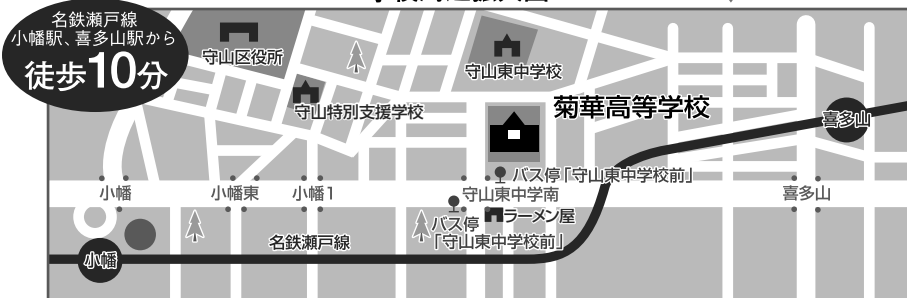 名鉄瀬戸線
小幡駅、喜多山駅から
徒歩10分
守山区役所
守山東中学校
守山特別支援学校
菊華高等学校
喜多山
バス停「守山東中学校前」
小幡
小幡東
小幡1
守山東中学南
喜多山
ラーメン屋
バス停
「守山東中学校前」
名鉄瀬戸線
小幡